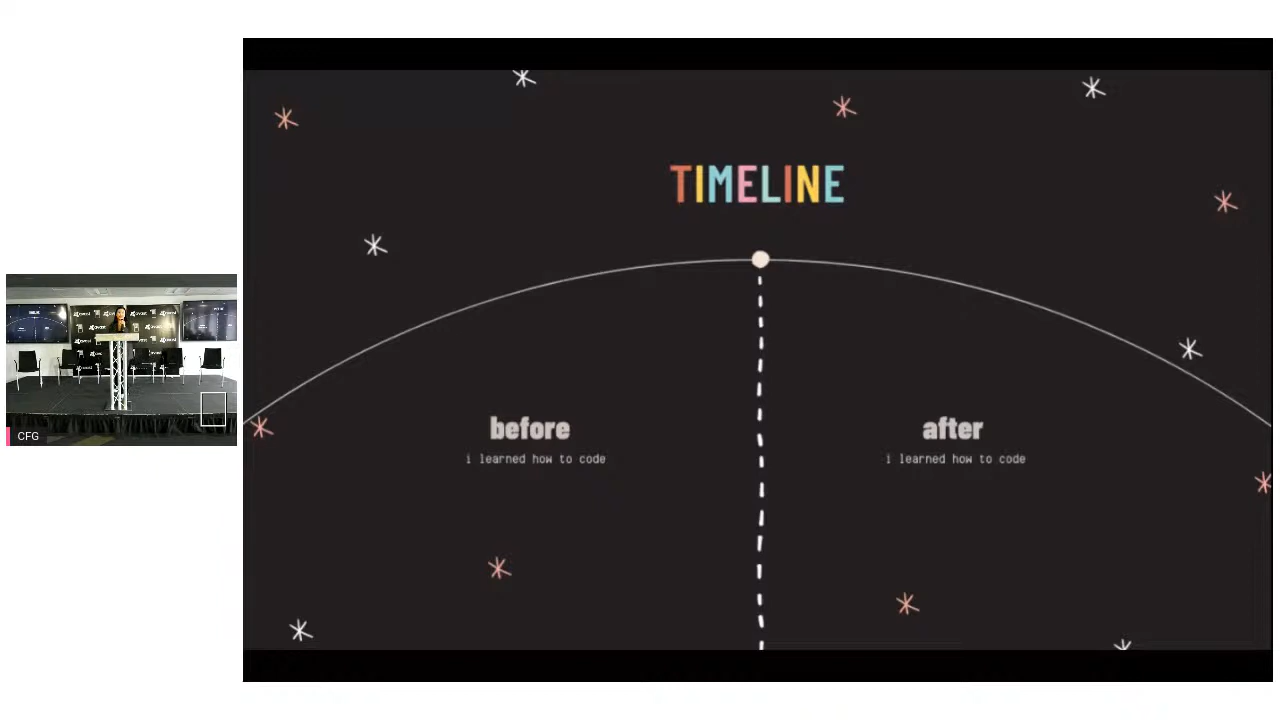 TIMELINE
before
i learned how to code
after
i learned how to code
CFG